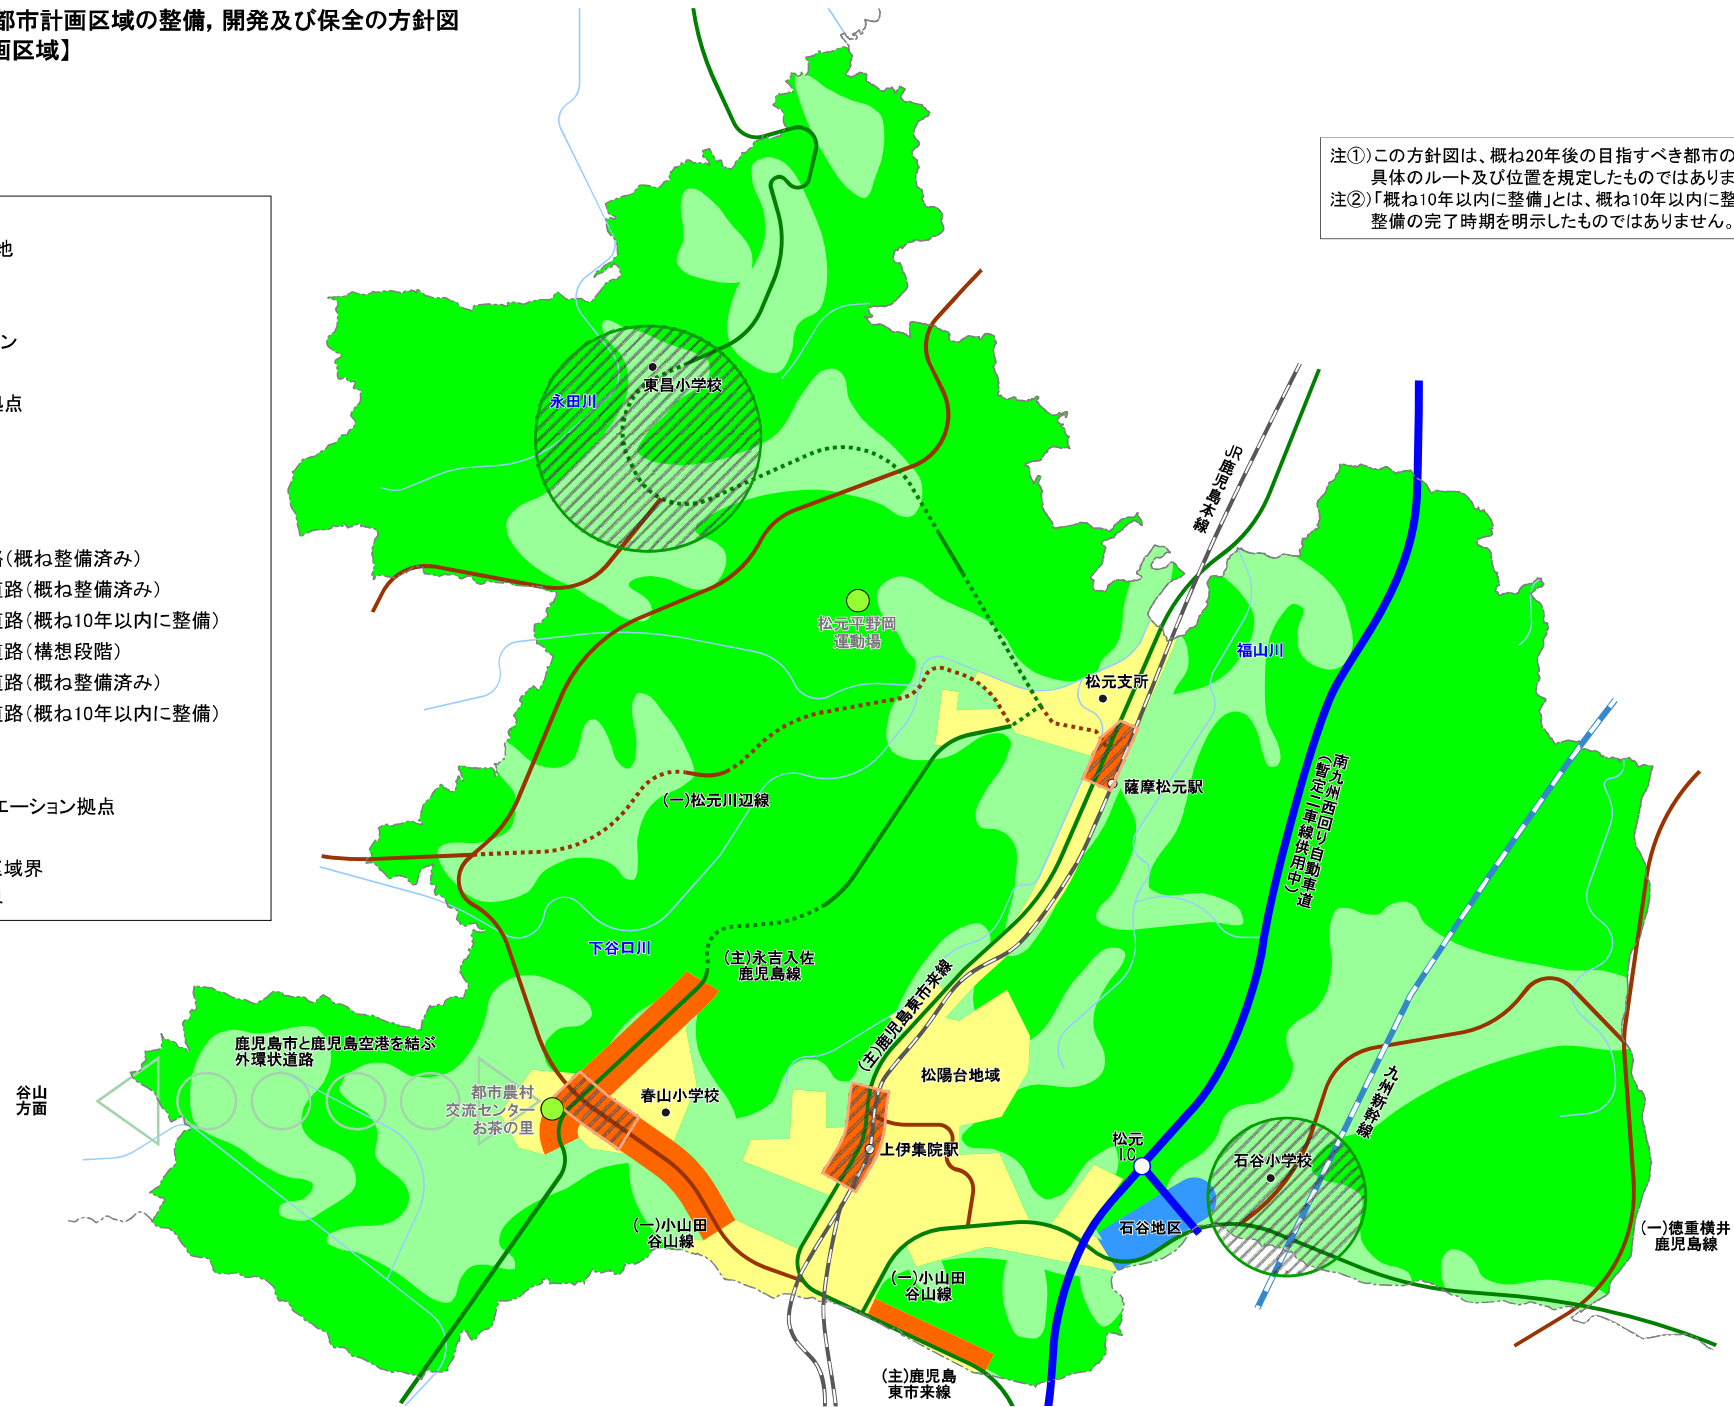 都市計画区域の整備，開発及び保全の方針図
画区域】
注①）この方針図は、概ね20年後の目指すべき都市の
具体のルート及び位置を規定したものではありま
注②）「概ね10年以内に整備」とは、概ね10年以内に整
整備の完了時期を明示したものではありません。
地
ン
点
路（概ね整備済み）
道路（概ね整備済み）
道路（概ね10年以内に整備）
道路（構想段階）
道路（概ね整備済み）
道路（概ね10年以内に整備）
エーション拠点
区域界
東昌小学校
永田川
JR鹿児島本線
松元平野岡
運動場
福山川
松元支所
薩摩松元駅
（一）松元川辺線
南九州西回り自動車道
（暫定二車線供用中）
下谷口川
（主）永吉入佐
鹿児島線
（主）鹿児島東市来線
鹿児島市と鹿児島空港を結ぶ
外環状道路
谷山
方面
都市農村
交流センター
お茶の里
春山小学校
松陽台地域
九州新幹線
上伊集院駅
松元
I.C
石谷小学校
石谷地区
（一）小山田
谷山線
（一）徳重横井
鹿児島線
（一）小山田
谷山線
（主）鹿児島
東市来線